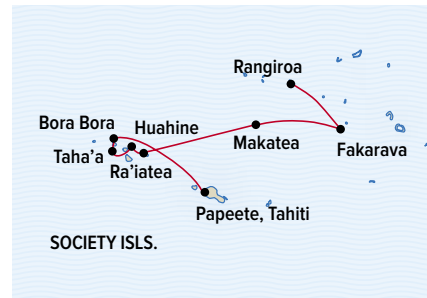 Rangiroa
Bora Bora
Huahine
Taha’a
Ra’iatea
Makatea
Fakarava
Papeete, Tahiti
SOCIETY ISLS.